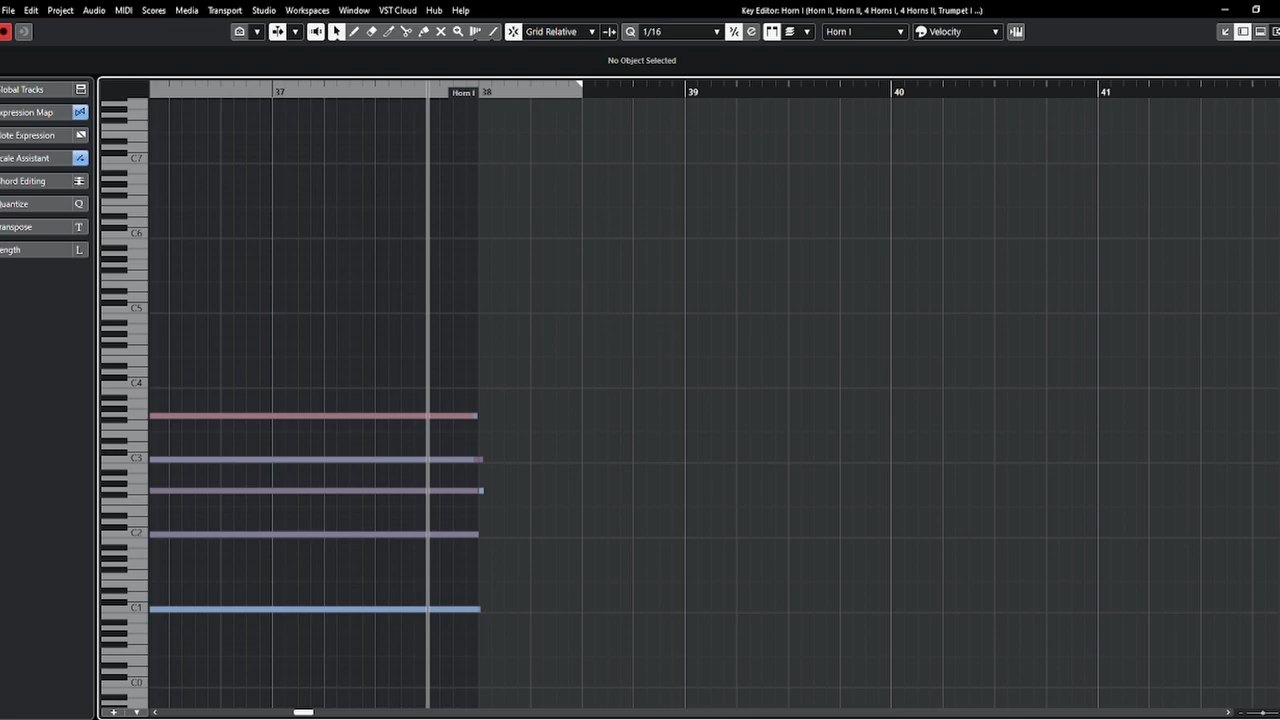 File Edit Project Audio MIDI Scores Media Transport Studio Workspaces Window VST Cloud Hub Help Key Editor: Horn I (Horn II, Horn II, 4 Horns I, 4 Horns II, Trumpet I ...)
Grid Relative 1/16 Horn I Velocity
No Object Selected
lobal Tracks
xpression Map
ote Expression
cale Assistant
hord Editing
uantize Q
ranspose T
ength L
37 Horn I 38 39 40 41
C7
C6
C5
C4
C3
C2
C1
C0